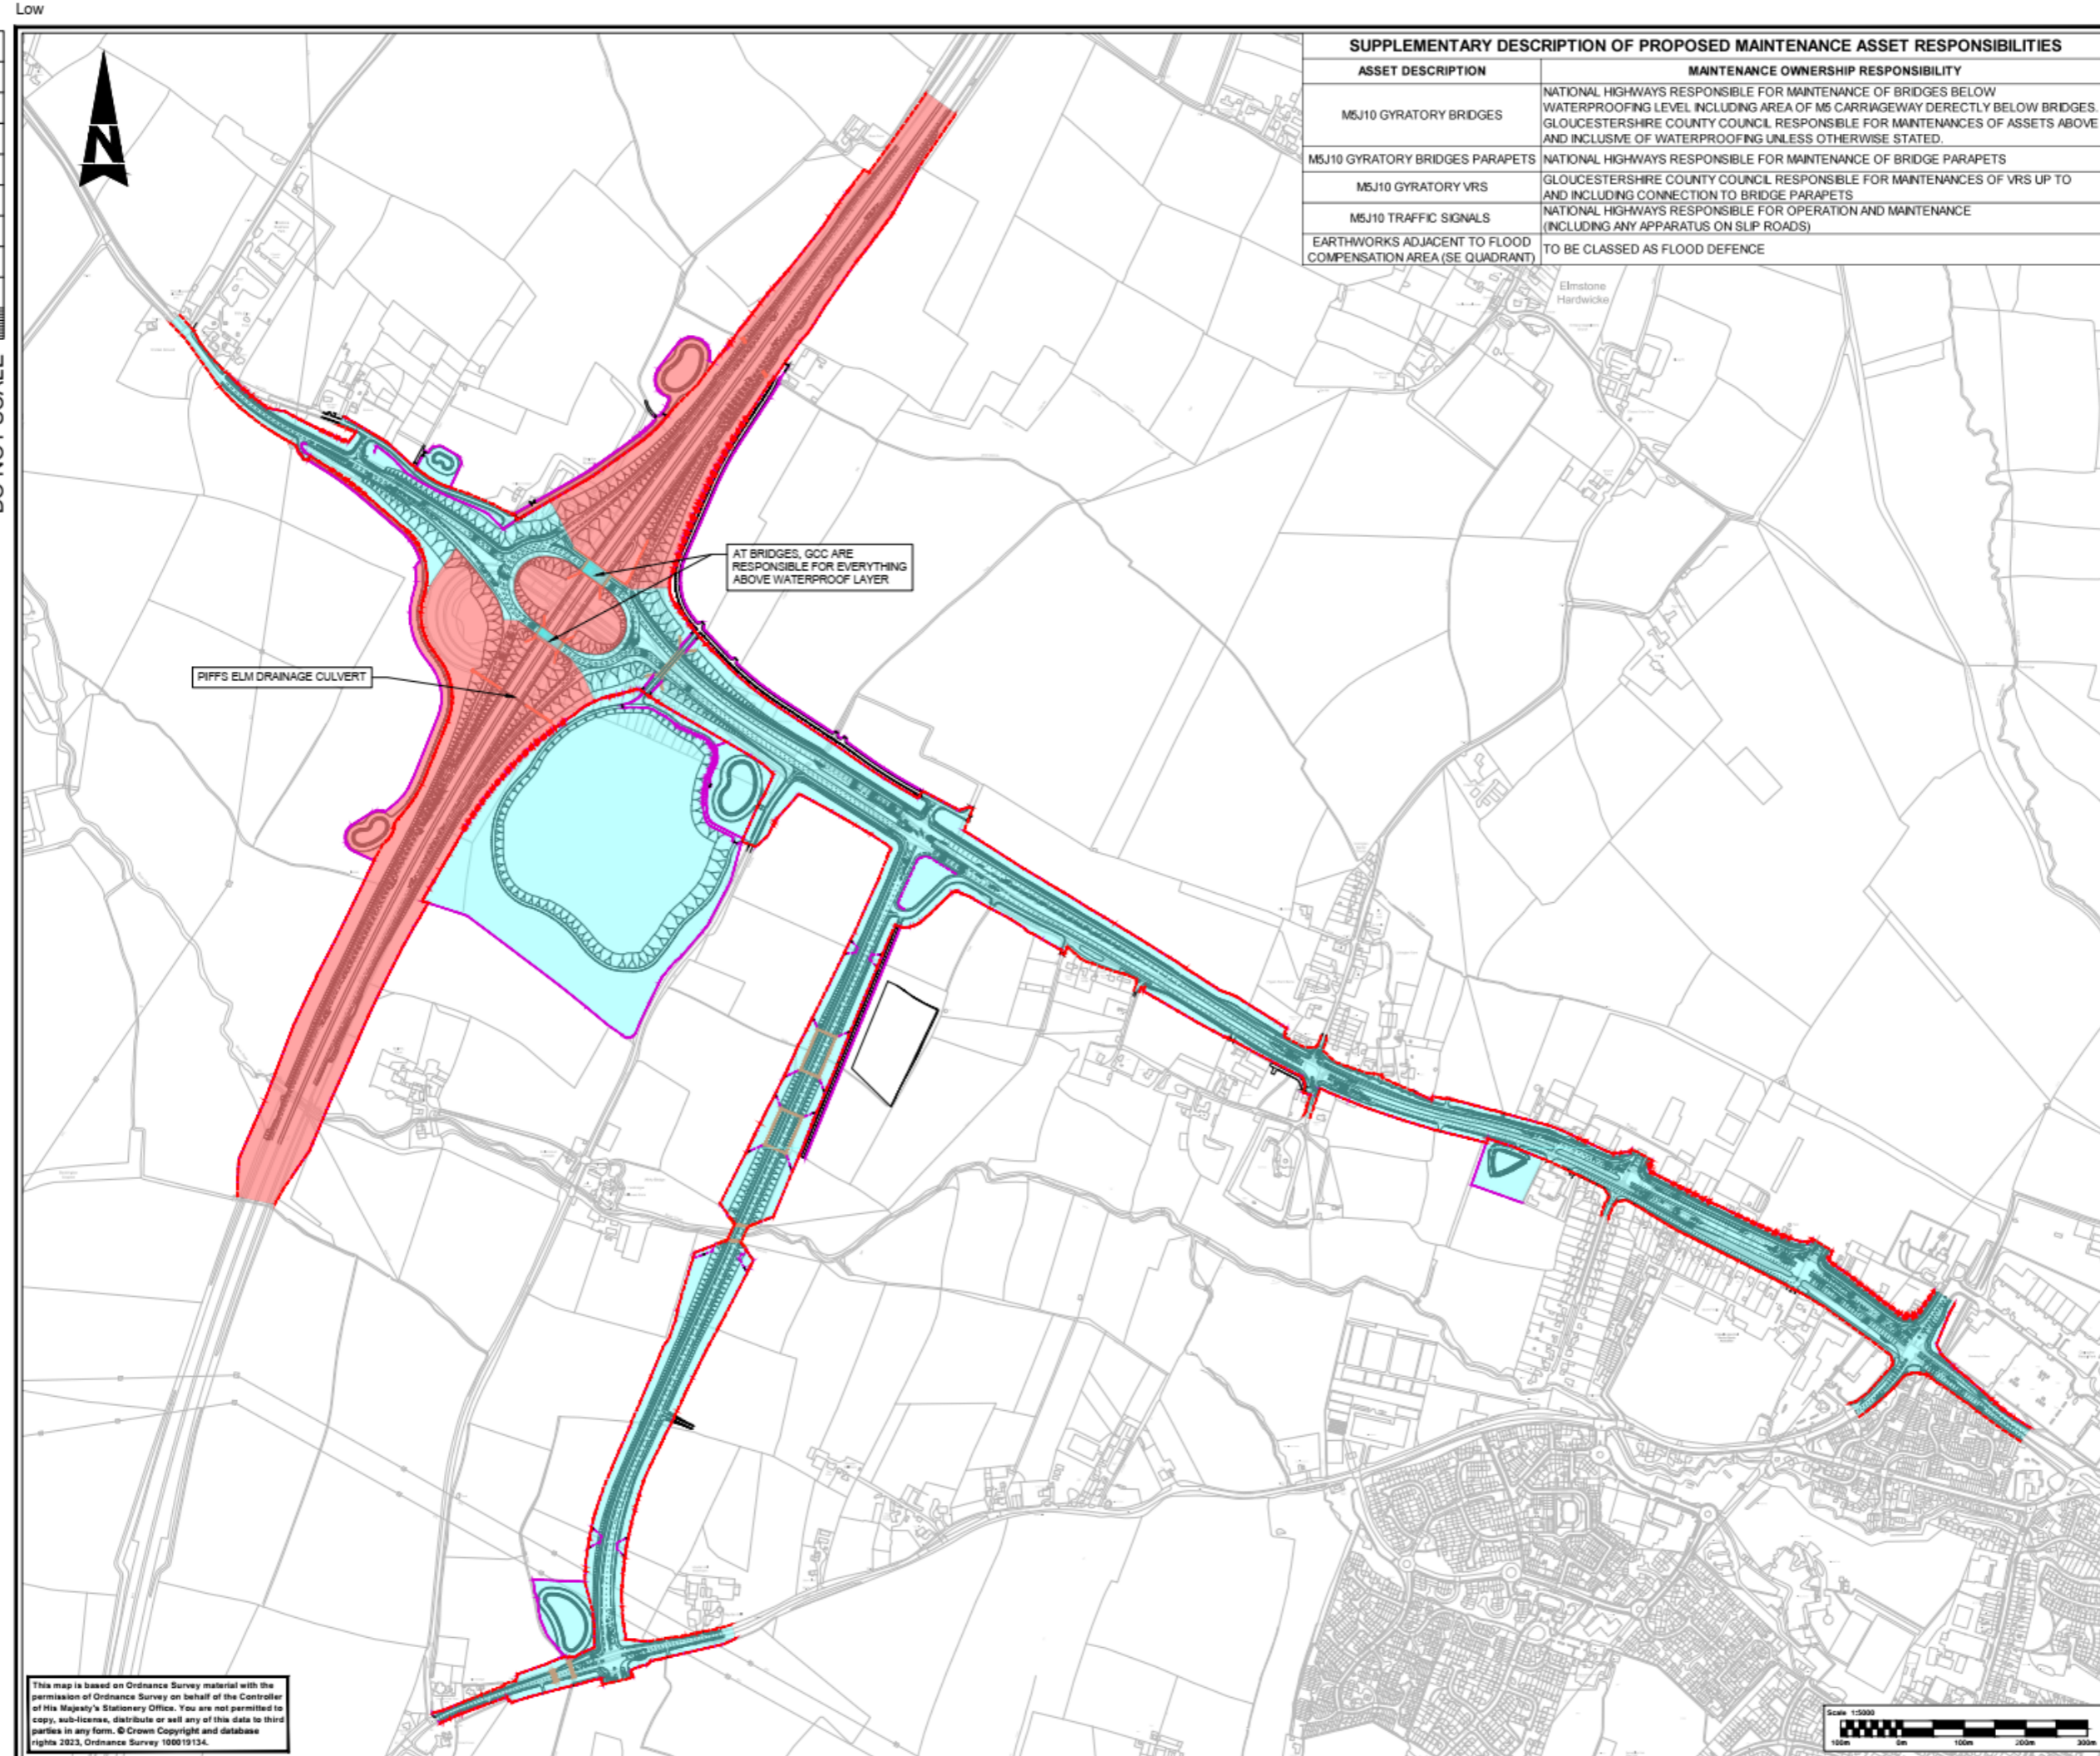 Low
SUPPLEMENTARY DESCRIPTION OF PROPOSED MAINTENANCE ASSET RESPONSIBILITIES
ASSET DESCRIPTION
MAINTENANCE OWNERSHIP RESPONSIBILITY
M5J10 GYRATORY BRIDGES
NATIONAL HIGHWAYS RESPONSIBLE FOR MAINTENANCE OF BRIDGES BELOW
WATERPROOFING LEVEL INCLUDING AREA OF M5 CARRIAGEWAY DERECTLY BELOW BRIDGES.
GLOUCESTERSHIRE COUNTY COUNCIL RESPONSIBLE FOR MAINTENANCES OF ASSETS ABOVE
AND INCLUSIVE OF WATERPROOFING UNLESS OTHERWISE STATED.
M5J10 GYRATORY BRIDGES PARAPETS
NATIONAL HIGHWAYS RESPONSIBLE FOR MAINTENANCE OF BRIDGE PARAPETS
M5J10 GYRATORY VRS
GLOUCESTERSHIRE COUNTY COUNCIL RESPONSIBLE FOR MAINTENANCES OF VRS UP TO
AND INCLUDING CONNECTION TO BRIDGE PARAPETS
M5J10 TRAFFIC SIGNALS
NATIONAL HIGHWAYS RESPONSIBLE FOR OPERATION AND MAINTENANCE
(INCLUDING ANY APPARATUS ON SLIP ROADS)
EARTHWORKS ADJACENT TO FLOOD
COMPENSATION AREA (SE QUADRANT)
TO BE CLASSED AS FLOOD DEFENCE
N
Elmstone
Hardwicke
AT BRIDGES, GCC ARE
RESPONSIBLE FOR EVERYTHING
ABOVE WATERPROOF LAYER
PIFFS ELM DRAINAGE CULVERT
This map is based on Ordnance Survey material with the
permission of Ordnance Survey on behalf of the Controller
of His Majesty's Stationery Office. You are not permitted to
copy, sub-license, distribute or sell any of this data to third
parties in any form. © Crown Copyright and database
rights 2023, Ordnance Survey 100019134.
Scale 1:5000
100m 0m 100m 200m 300m